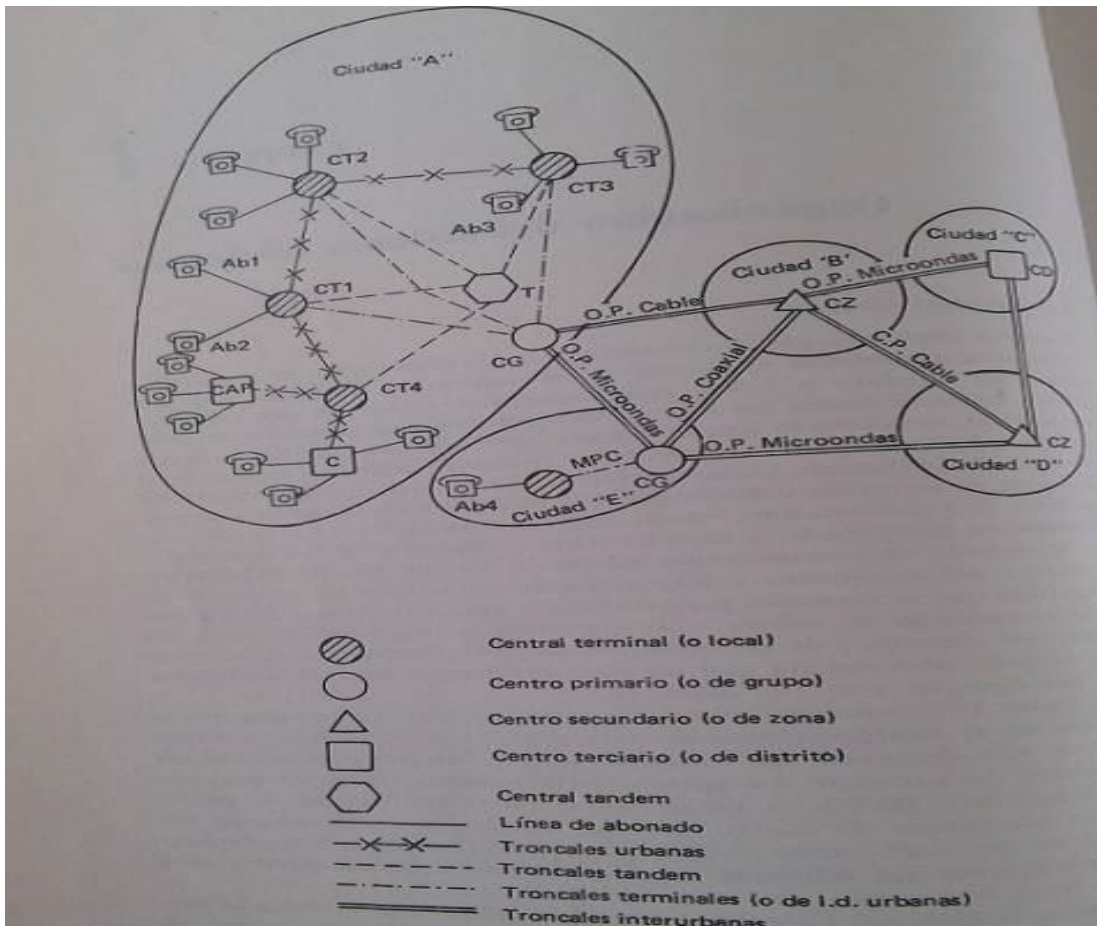 Ciudad "A"
CT2
CT3
Ab3
Ab1
CT1
T
Ab2
CG
CAP
CT4
C
Ciudad "B'
CZ
Ciudad "C"
CD
O.P. Cable
O.P. Microondas
O.P. Microondas
O.P. Coaxial
C.P. Cable
O.P. Microondas
CZ
Ciudad "D"
MPC
CG
Ab4
Ciudad "E"
Central terminal (o local)
Centro primario (o de grupo)
Centro secundario (o de zona)
Centro terciario (o de distrito)
Central tandem
Línea de abonado
Troncales urbanas
Troncales tandem
Troncales terminales (o de l.d. urbanas)
Troncales interurbanas